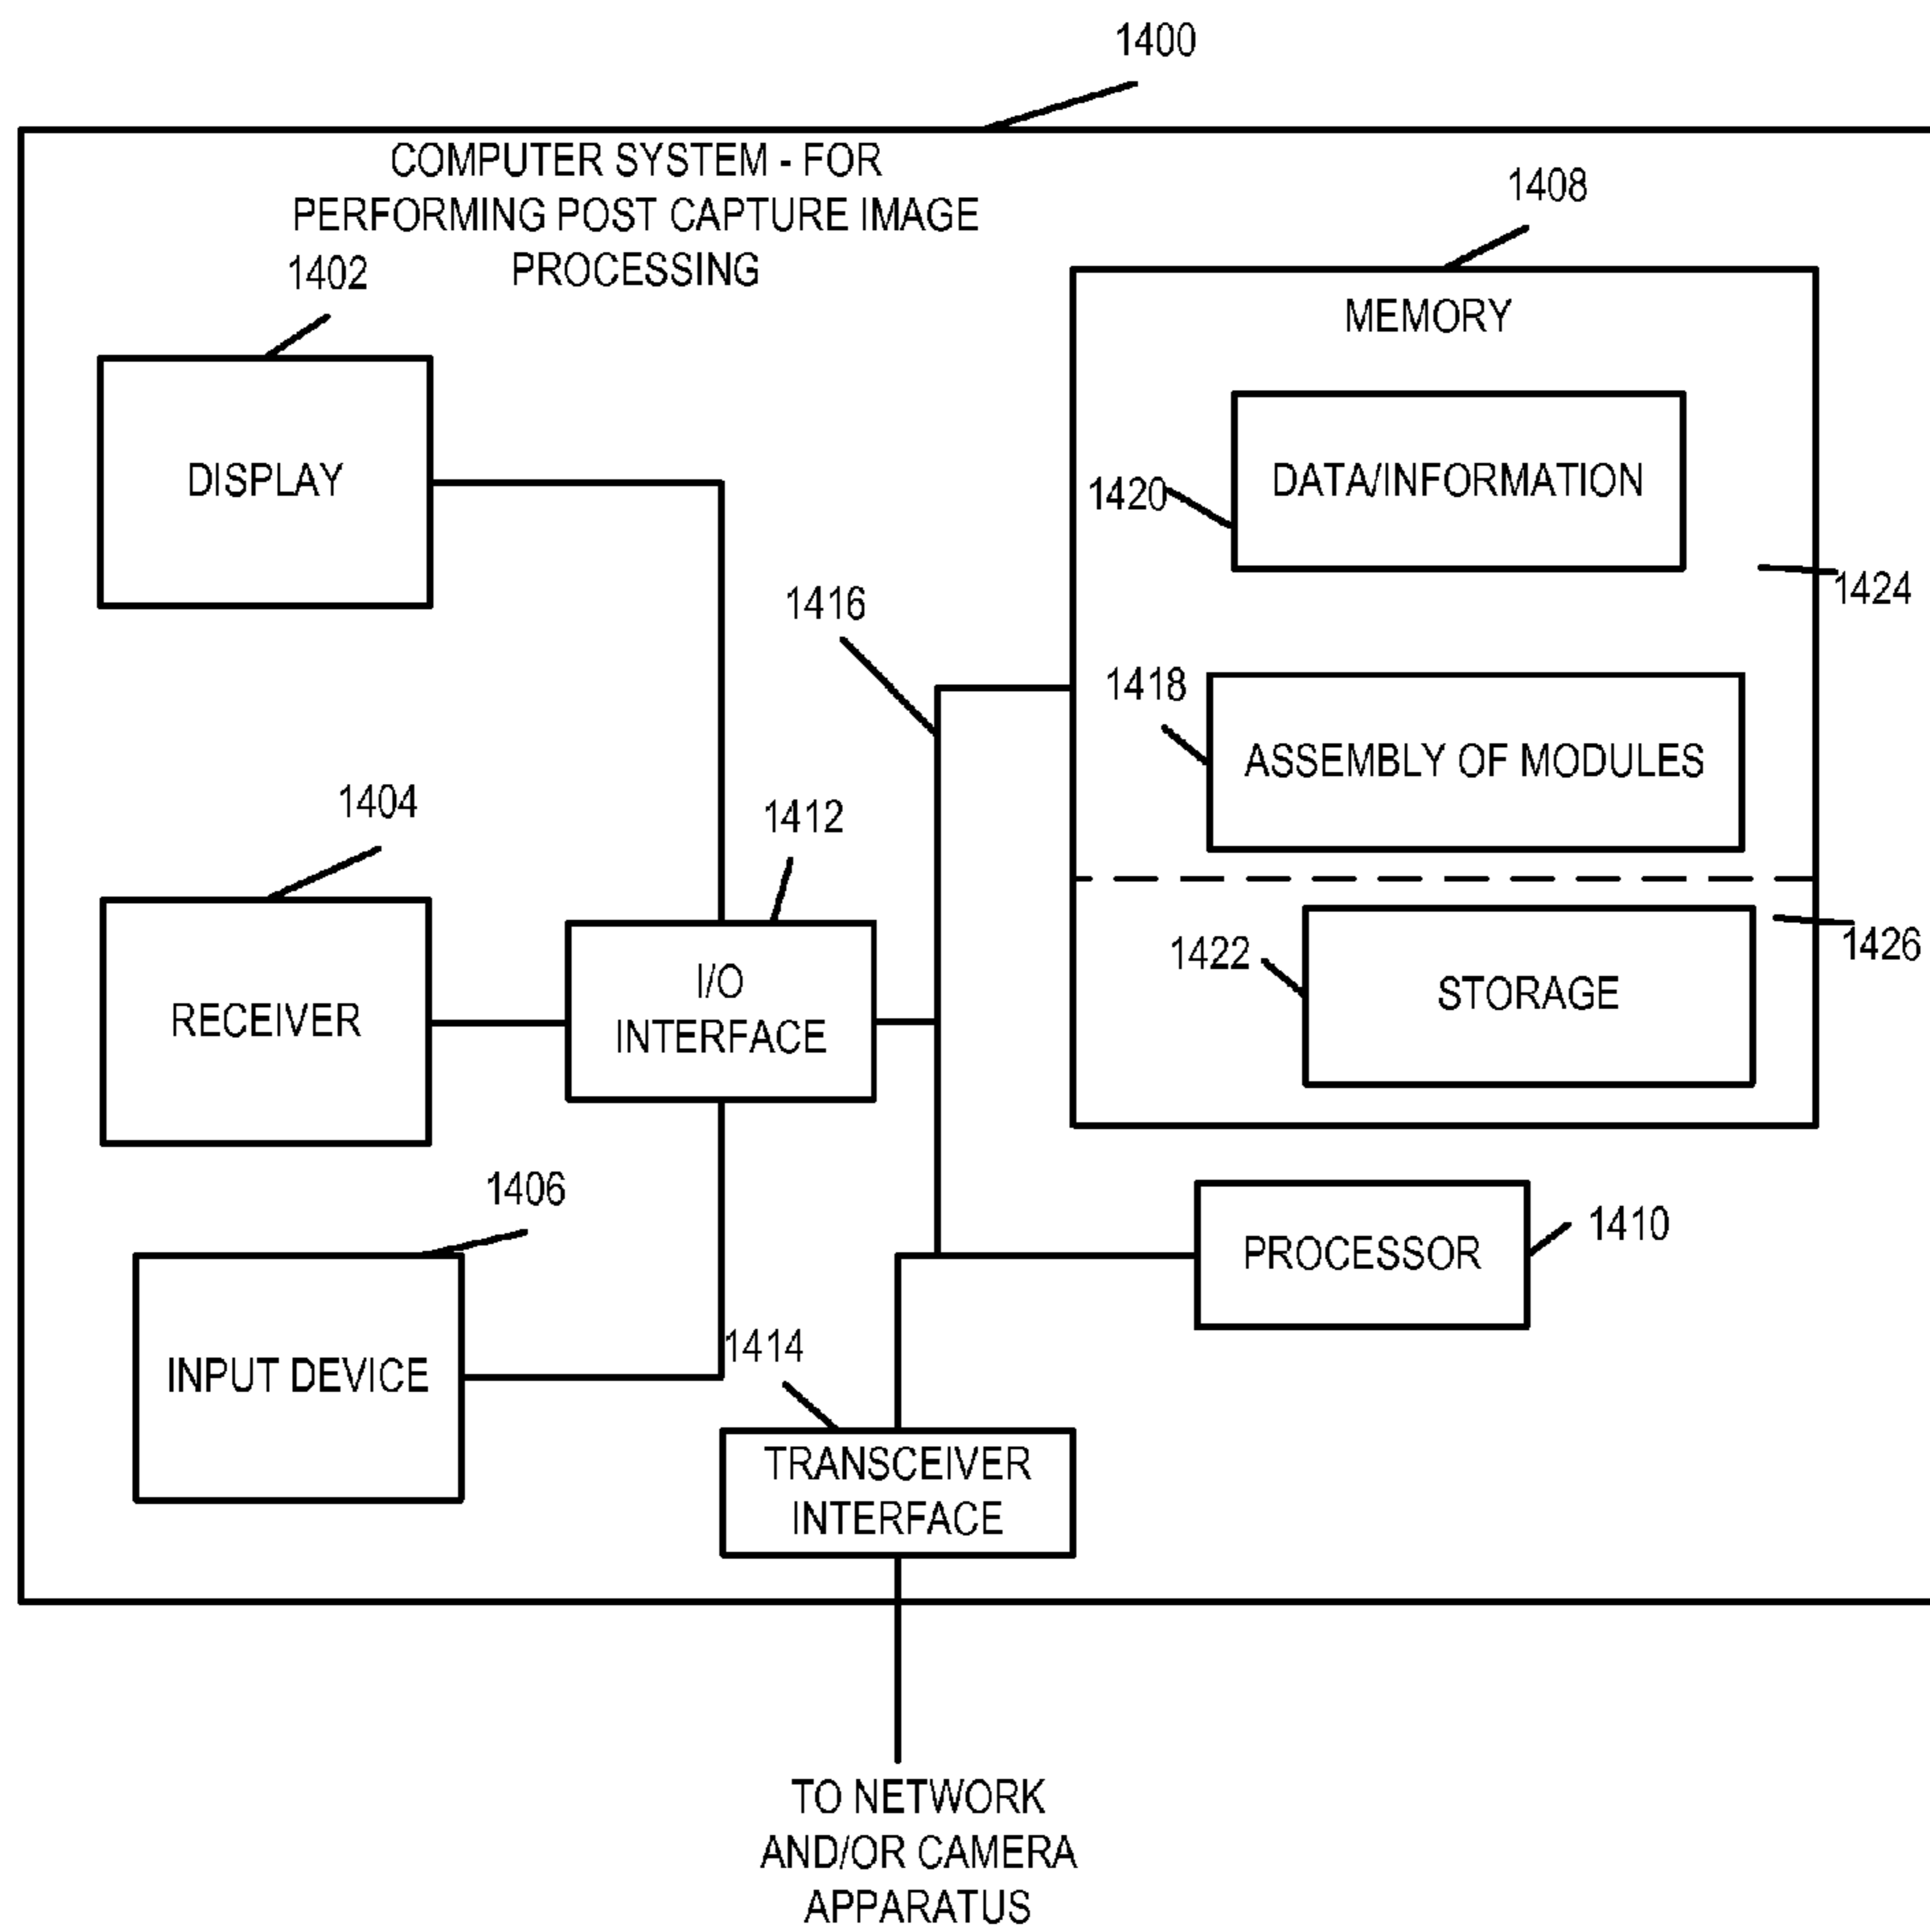 1400
COMPUTER SYSTEM - FOR
PERFORMING POST CAPTURE IMAGE
PROCESSING
1402
DISPLAY
1404
RECEIVER
1406
INPUT DEVICE
1412
I/O
INTERFACE
1416
1414
TRANSCEIVER
INTERFACE
1408
MEMORY
1420
DATA/INFORMATION
1424
1418
ASSEMBLY OF MODULES
1422
STORAGE
1426
PROCESSOR
1410
TO NETWORK
AND/OR CAMERA
APPARATUS